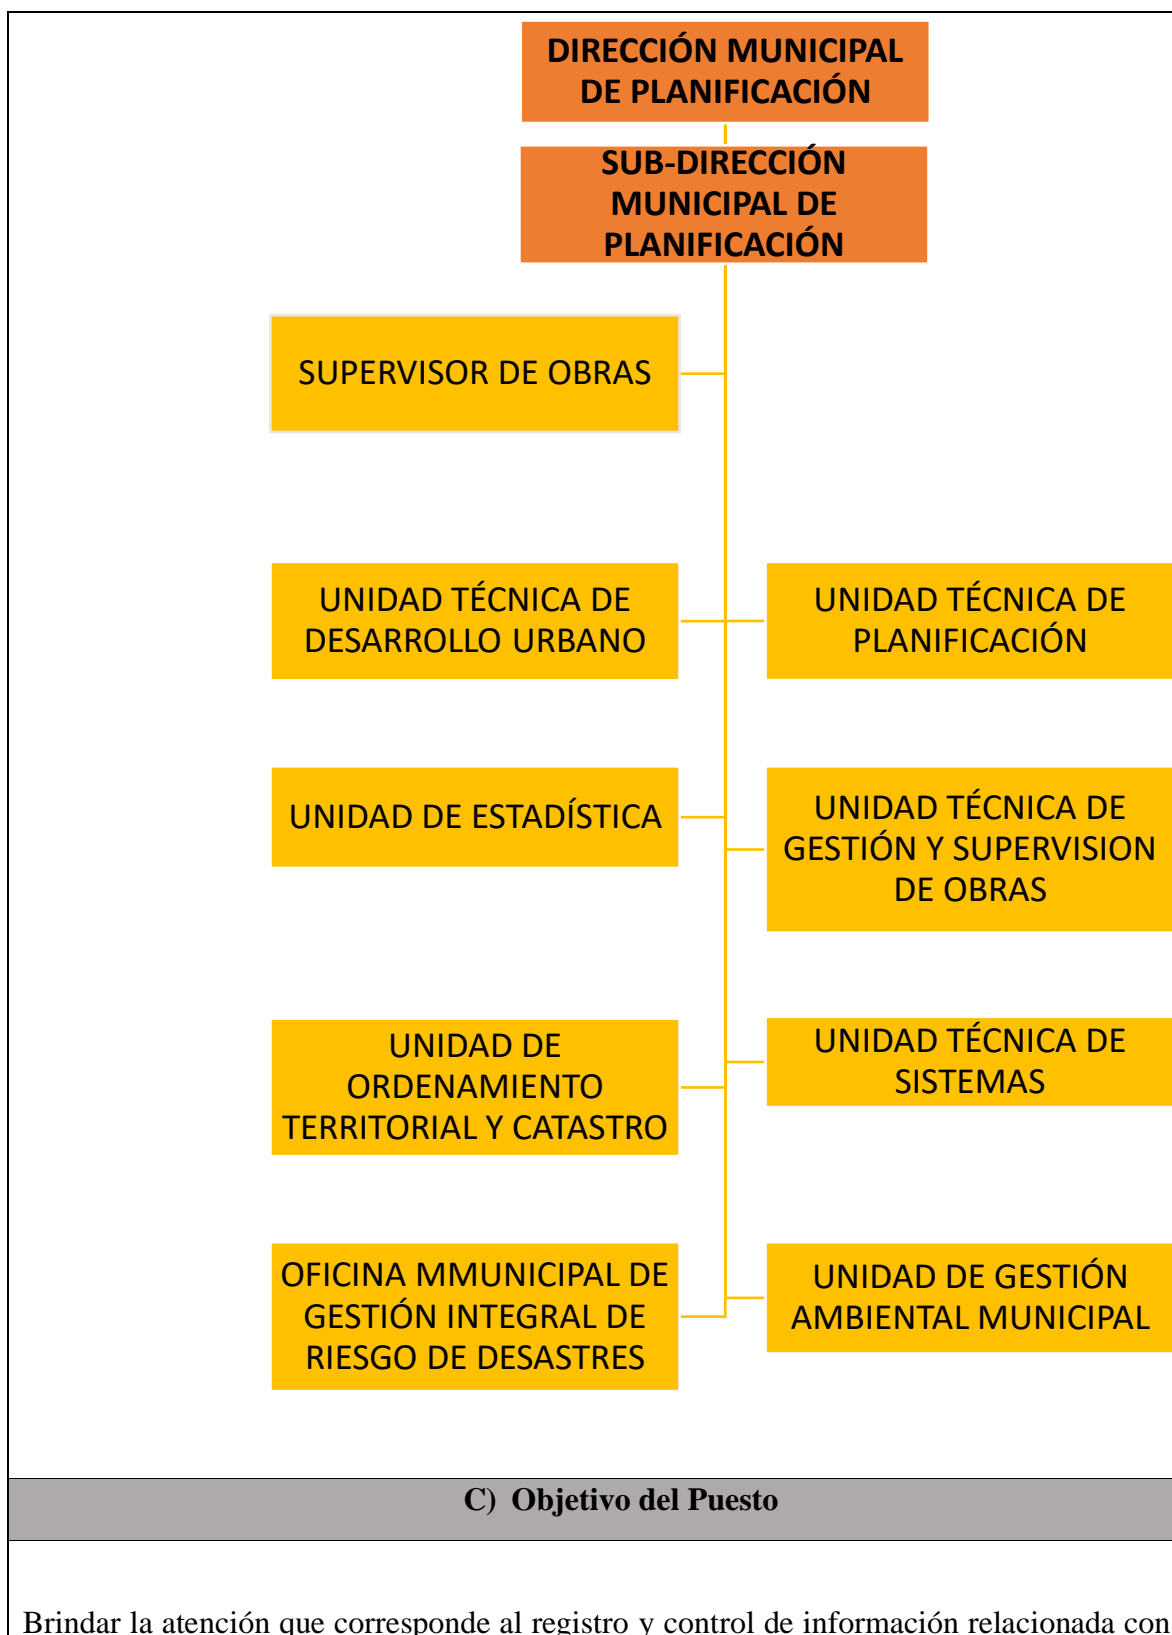 DIRECCIÓN MUNICIPAL
DE PLANIFICACIÓN
SUB-DIRECCIÓN
MUNICIPAL DE
PLANIFICACIÓN
SUPERVISOR DE OBRAS
UNIDAD TÉCNICA DE
DESARROLLO URBANO
UNIDAD TÉCNICA DE
PLANIFICACIÓN
UNIDAD DE ESTADÍSTICA
UNIDAD TÉCNICA DE
GESTIÓN Y SUPERVISION
DE OBRAS
UNIDAD DE
ORDENAMIENTO
TERRITORIAL Y CATASTRO
UNIDAD TÉCNICA DE
SISTEMAS
OFICINA MMUNICIPAL DE
GESTIÓN INTEGRAL DE
RIESGO DE DESASTRES
UNIDAD DE GESTIÓN
AMBIENTAL MUNICIPAL
C) Objetivo del Puesto
Brindar la atención que corresponde al registro y control de información relacionada con